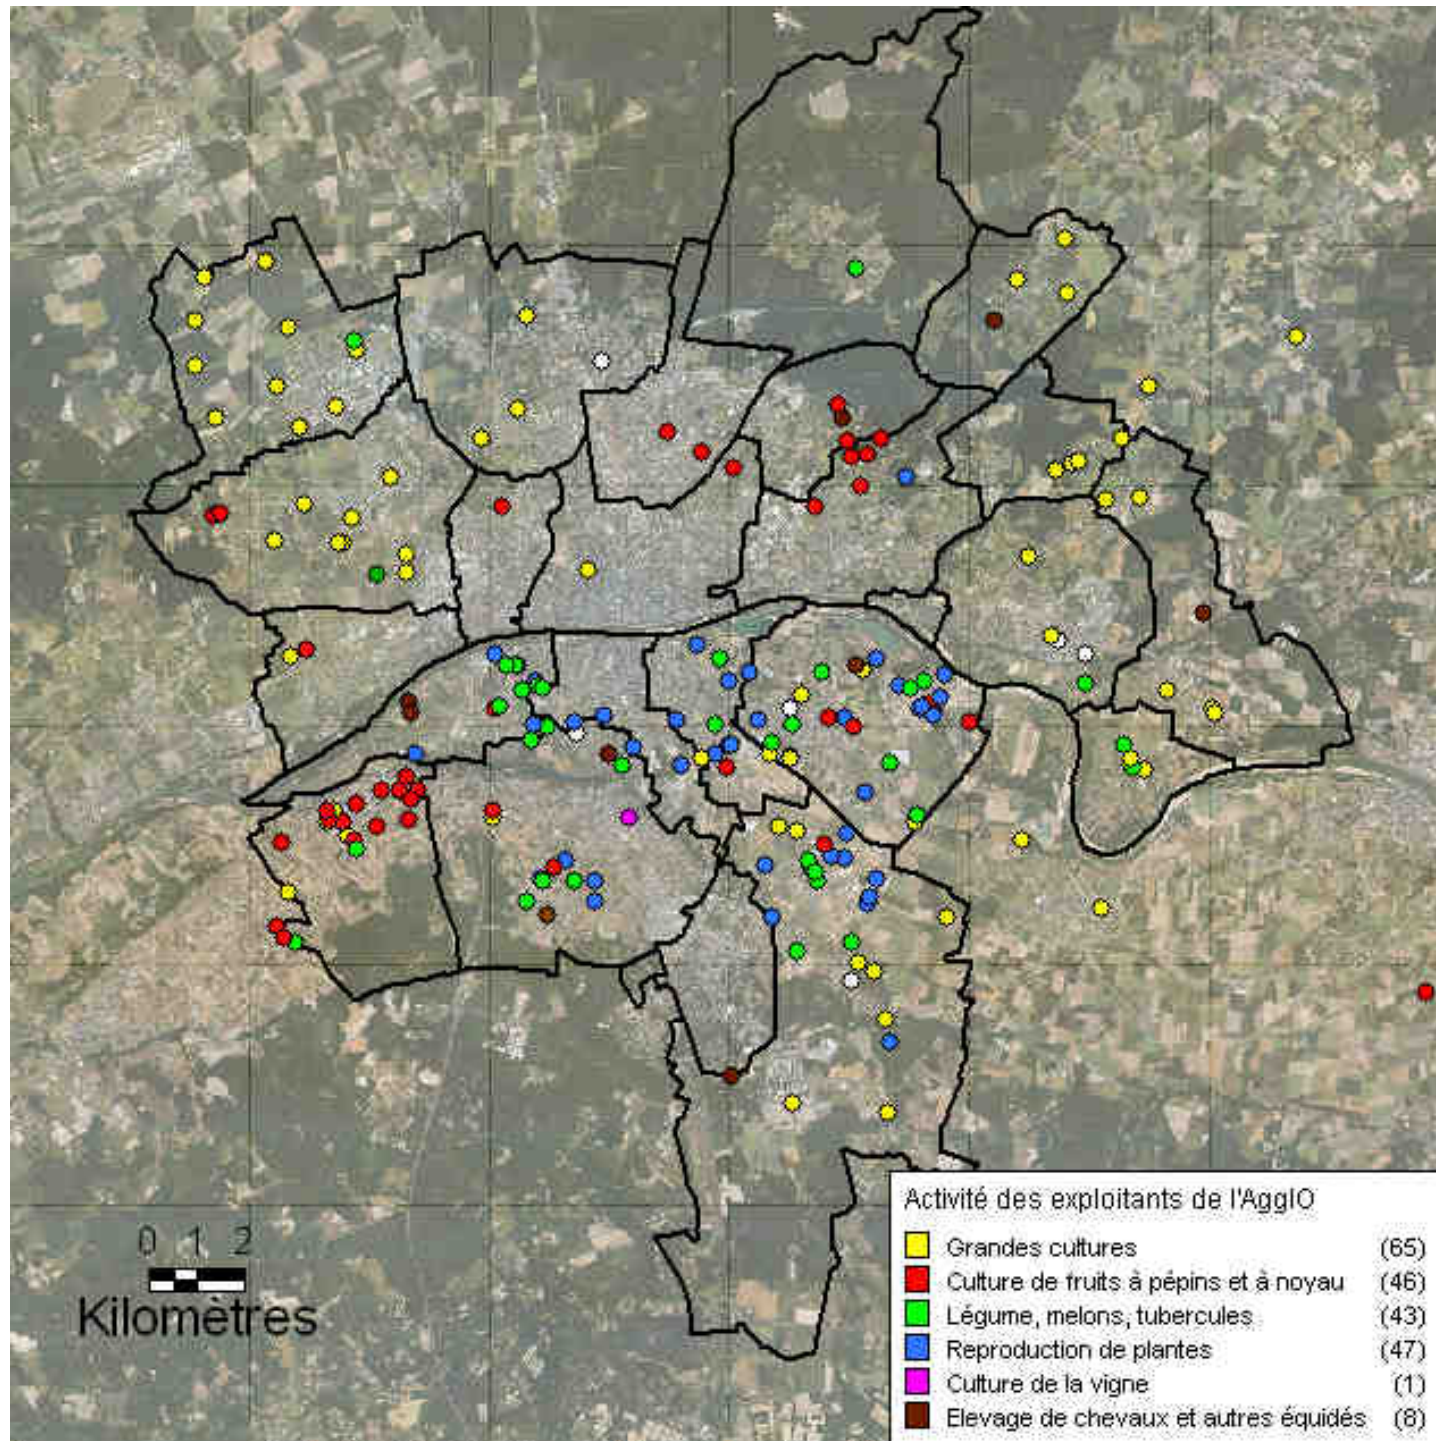 0 1 2
Kilomètres
Activité des exploitants de l'AgglO
Grandes cultures (65)
Culture de fruits à pépins et à noyau (46)
Légume, melons, tubercules (43)
Reproduction de plantes (47)
Culture de la vigne (1)
Elevage de chevaux et autres équidés (8)